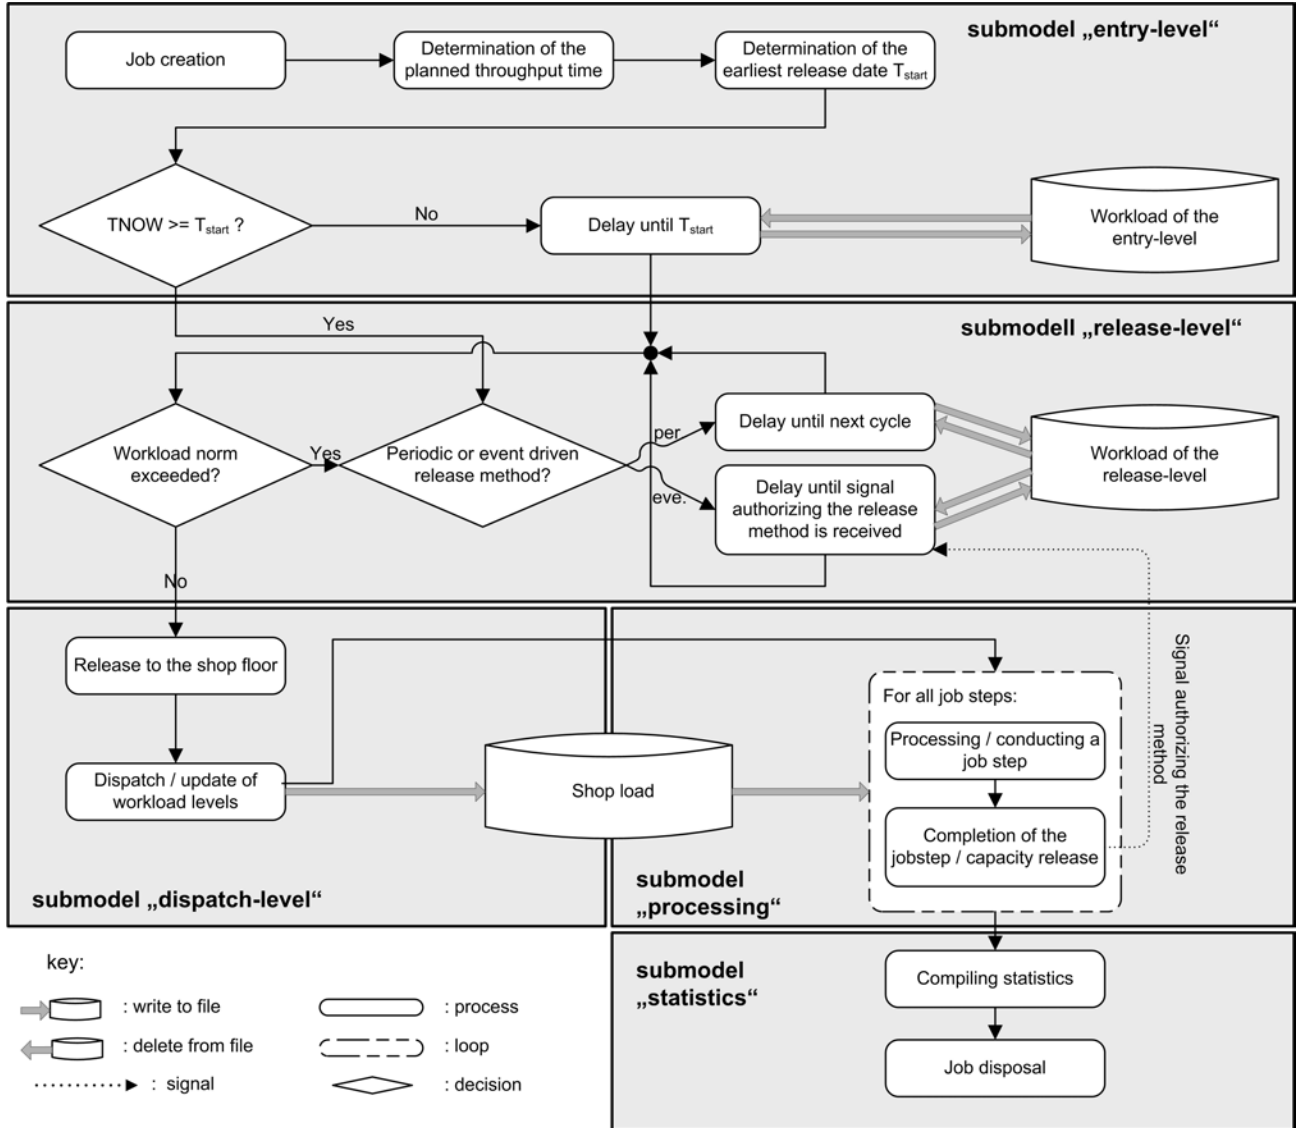 submodel „entry-level“
Job creation
Determination of the
planned throughput time
Determination of the
earliest release date Tstart
TNOW >= Tstart ?
No
Delay until Tstart
Workload of the
entry-level
Yes
submodell „release-level“
Workload norm
exceeded?
Yes
Periodic or event driven
release method?
per
eve.
Delay until next cycle
Delay until signal
authorizing the release
method is received
Workload of the
release-level
No
Release to the shop floor
Dispatch / update of
workload levels
submodel „dispatch-level“
Shop load
For all job steps:
Processing / conducting a
job step
Completion of the
jobstep / capacity release
Signal authorizing the release
method
submodel
„processing“
submodel
„statistics“
Compiling statistics
Job disposal
key:
: write to file
: delete from file
: signal
: process
: loop
: decision